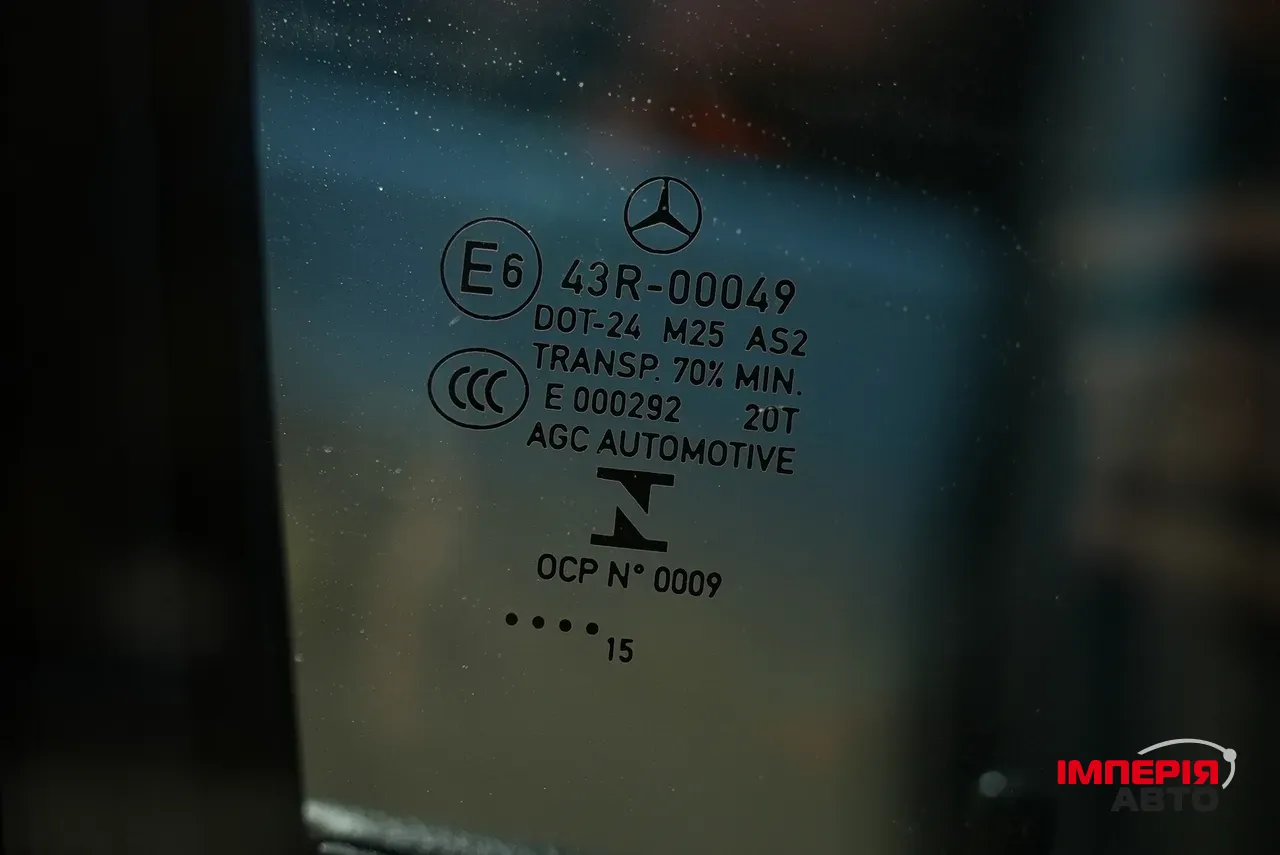 E6 43R-00049
DOT-24 M25 AS2
TRANSP. 70% MIN.
CCC E 000292 20T
AGC AUTOMOTIVE
OCP N° 0009
• • • • 15
ІМПЕРІЯ
АВТО